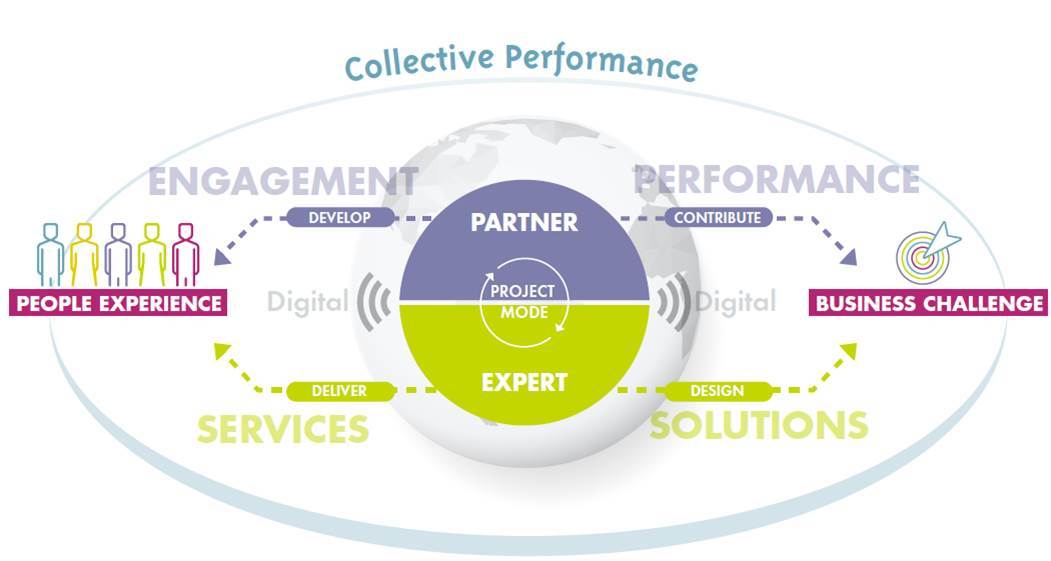 Collective Performance
ENGAGEMENT
PERFORMANCE
DEVELOP
PARTNER
CONTRIBUTE
PEOPLE EXPERIENCE
Digital
PROJECT
MODE
Digital
BUSINESS CHALLENGE
DELIVER
EXPERT
DESIGN
SERVICES
SOLUTIONS